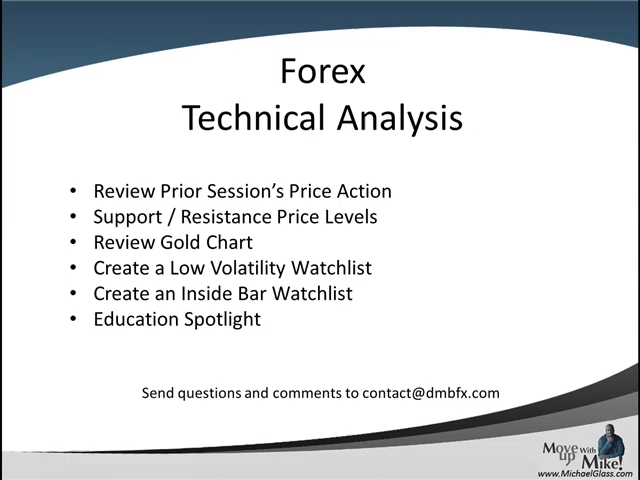 Forex
Technical Analysis
• Review Prior Session's Price Action
• Support / Resistance Price Levels
• Review Gold Chart
• Create a Low Volatility Watchlist
• Create an Inside Bar Watchlist
• Education Spotlight
Send questions and comments to contact@dmbfx.com
Move up With Mike!
www.MichaelGlass.com